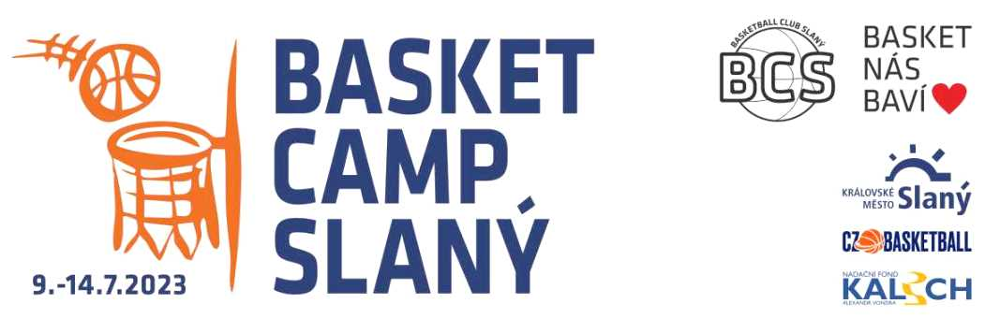 BASKET
CAMP
SLANÝ
9.-14.7.2023
BASKETBALL CLUB SLANÝ
BCS
BASKET
NÁS
BAVÍ
KRÁLOVSKÉ
MĚSTO Slaný
CZ BASKETBALL
NADAČNÍ FOND
KALICH
ALEXANDR VONDRA